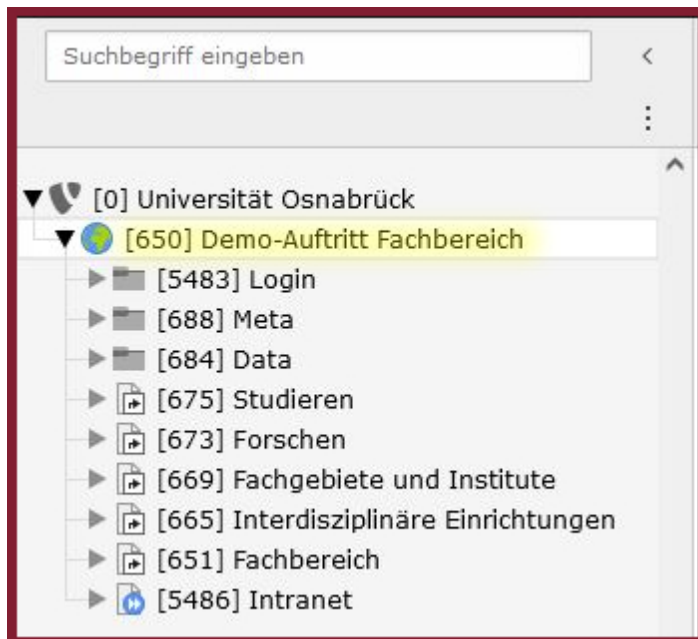 Suchbegriff eingeben
[0] Universität Osnabrück
[650] Demo-Auftritt Fachbereich
[5483] Login
[688] Meta
[684] Data
[675] Studieren
[673] Forschen
[669] Fachgebiete und Institute
[665] Interdisziplinäre Einrichtungen
[651] Fachbereich
[5486] Intranet